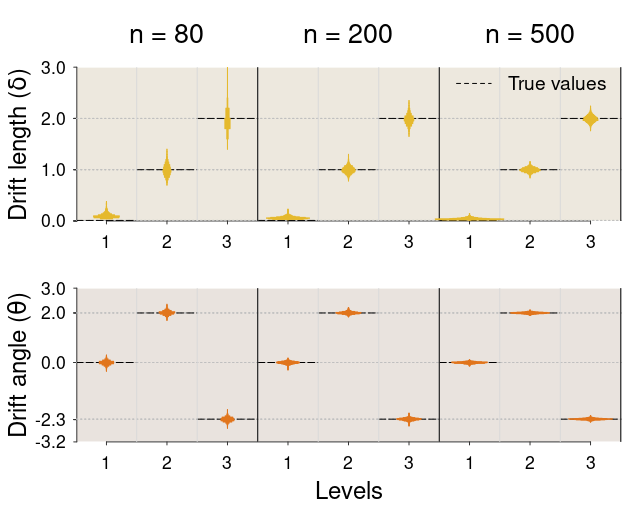 n = 80 n = 200 n = 500
Drift length (δ)
3.0
2.0
1.0
0.0
True values
1 2 3 1 2 3 1 2 3
Drift angle (θ)
3.0
2.0
0.0
-2.3
-3.2
1 2 3 1 2 3 1 2 3
Levels